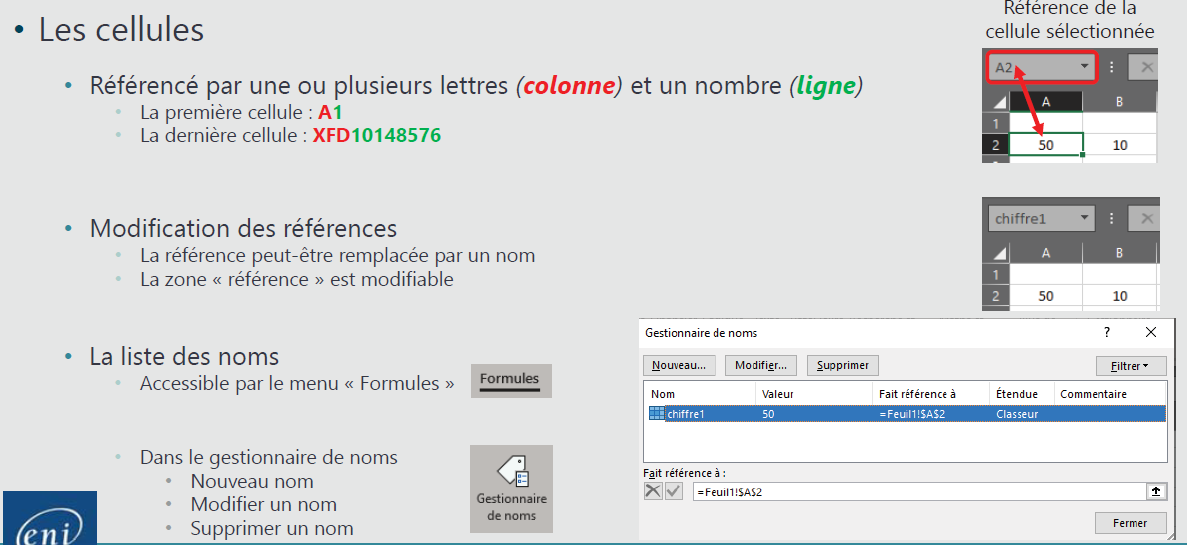 Les cellules
Référence de la
cellule sélectionnée
Référencé par une ou plusieurs lettres (colonne) et un nombre (ligne)
La première cellule : A1
La dernière cellule : XFD10148576
A2
A B
1
2 50 10
Modification des références
La référence peut-être remplacée par un nom
La zone « référence » est modifiable
chiffre1
A B
1
2 50 10
La liste des noms
Accessible par le menu « Formules »
Formules
Dans le gestionnaire de noms
Nouveau nom
Modifier un nom
Supprimer un nom
Gestionnaire
de noms
Gestionnaire de noms
Nouveau... Modifier... Supprimer Filtrer
Nom Valeur Fait référence à Étendue Commentaire
chiffre1 50 =Feuil1!$A$2 Classeur
Fait référence à :
=Feuil1!$A$2
Fermer
eni